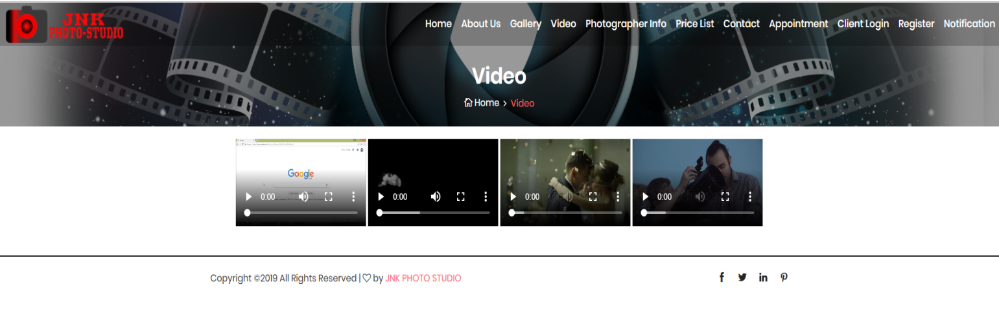 JNK
PHOTO-STUDIO
Home About Us Gallery Video Photographer Info Price List Contact Appointment Client Login Register Notification
Video
Home > Video
Google
0:00 0:00 0:00 0:00
Copyright ©2019 All Rights Reserved | ♡ by JNK PHOTO STUDIO